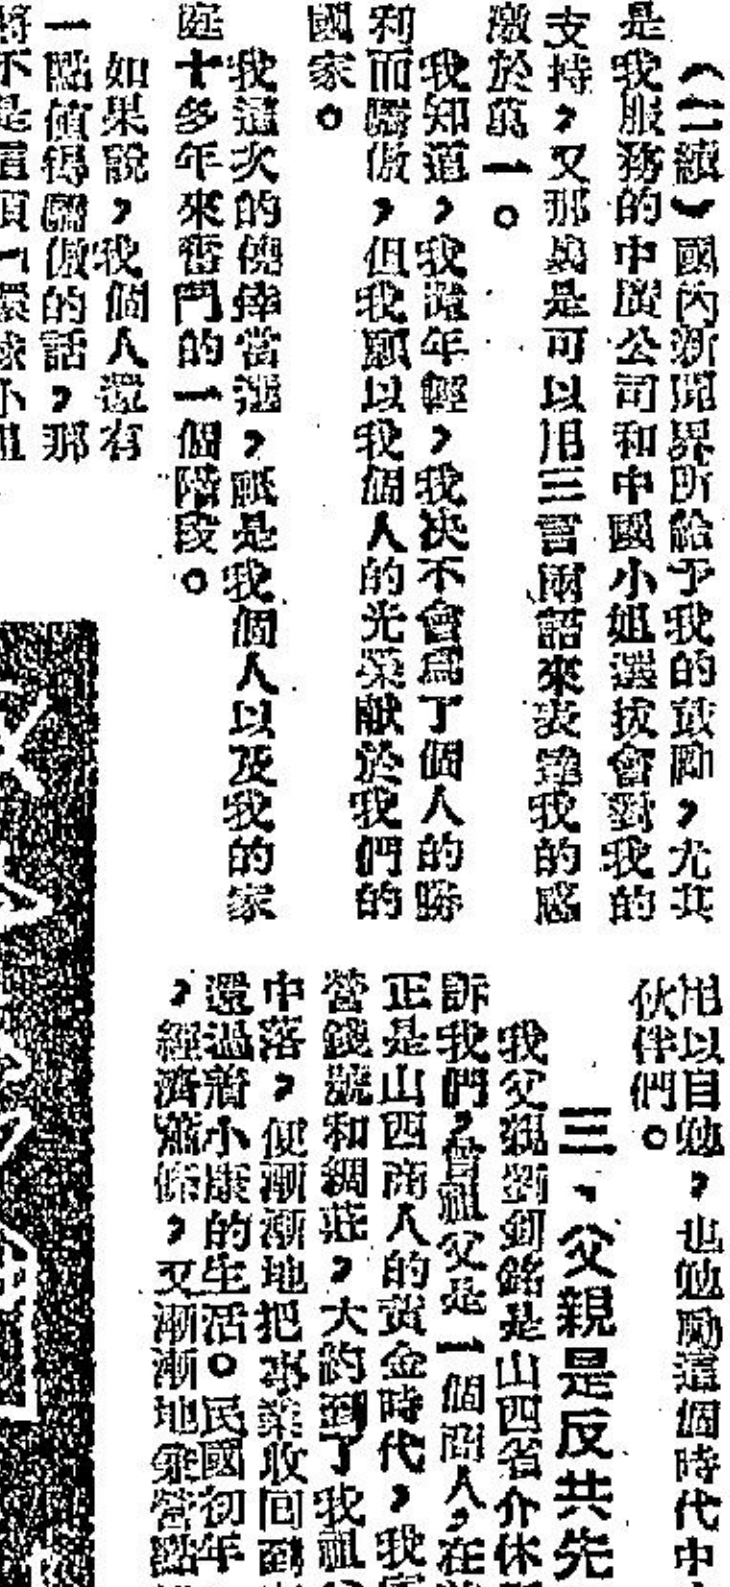 (二續)國內新聞界所給予我的鼓勵,尤其
是我服務的中廣公司和中國小姐選拔會對我的
支持,又那裏是可以用三言兩語來表達我的感
激於萬一。
我知道,我還年輕,我決不會爲了個人的勝
利而驕傲,但我願以我個人的光榮献於我們的
國家。
我這次的僥倖當選,祇是我個人以及我的家
庭十多年來奮鬥的一個階段。
如果說,我個人還有
一點值得驕傲的話,那
用以自勉,也勉勵這個時代中
伙伴們。
三、父親是反共先
我父親劉釗銘是山西省介休
訴我們,曾祖父是一個商人,在
正是山西商人的黃金時代,我
營錢號和綢莊,大約到了我祖
中落,便漸漸地把事業收回到
還過着小康的生活。民國初年
,經濟蕭條,又漸漸地兼營點